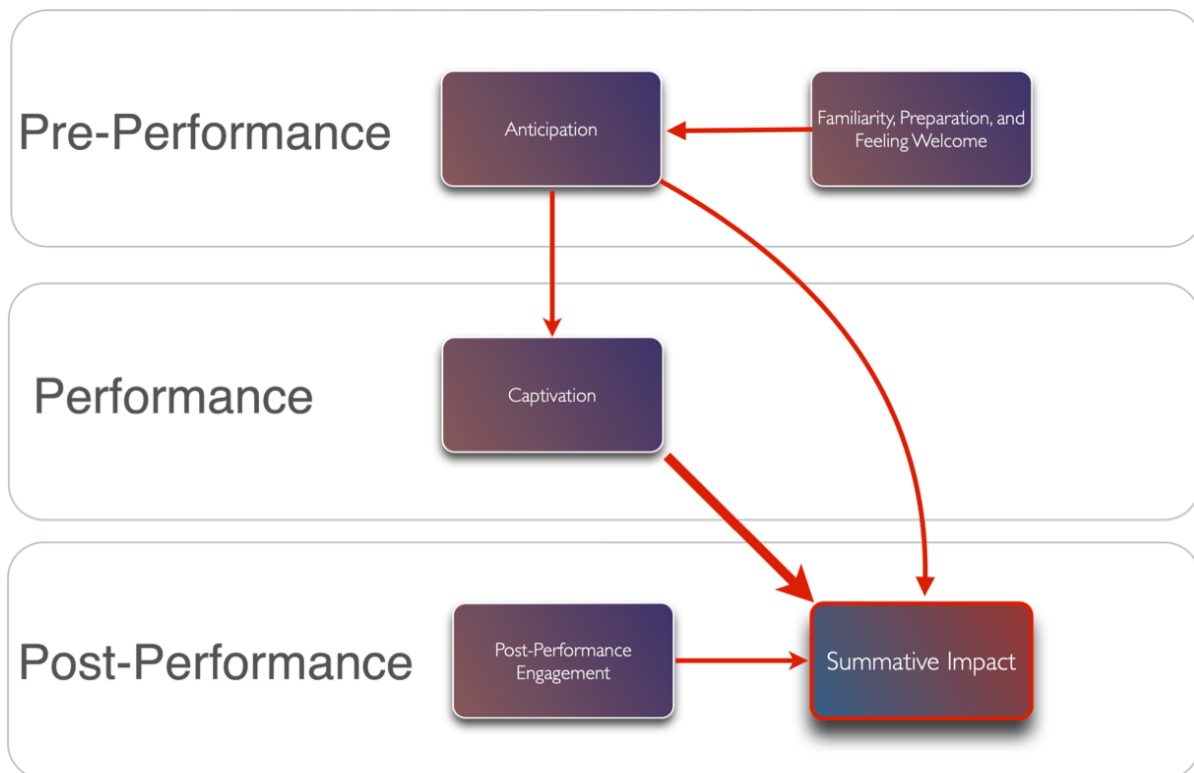 Pre-Performance
Anticipation
Familiarity, Preparation, and
Feeling Welcome
Performance
Captivation
Post-Performance
Post-Performance
Engagement
Summative Impact